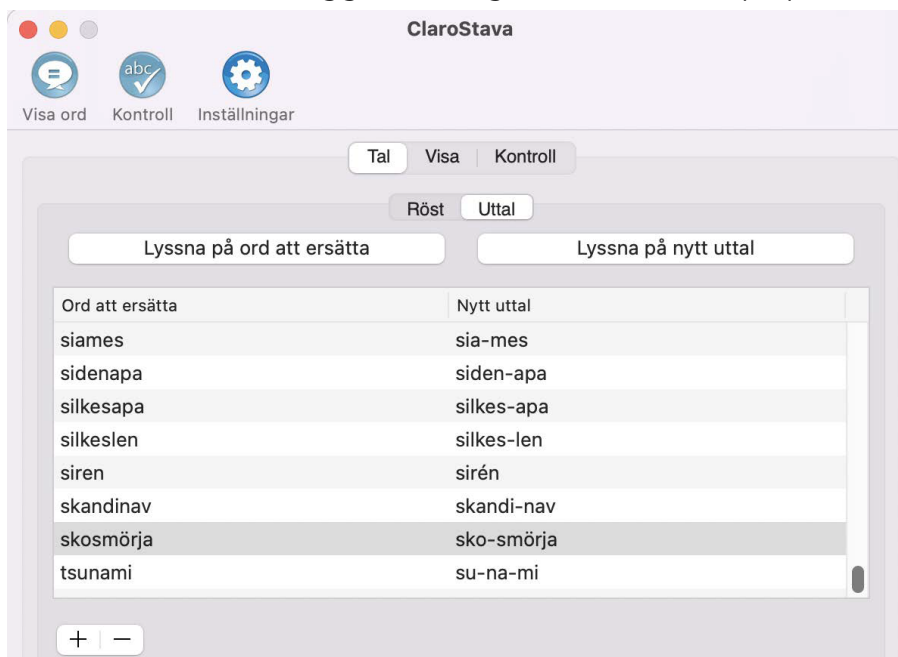 ClaroStava
abc
Visa ord Kontroll Inställningar
Tal Visa Kontroll
Röst Uttal
Lyssna på ord att ersätta Lyssna på nytt uttal
Ord att ersätta Nytt uttal
siames sia-mes
sidenapa siden-apa
silkesapa silkes-apa
silkeslen silkes-len
siren sirén
skandinav skandi-nav
skosmörja sko-smörja
tsunami su-na-mi
+ −